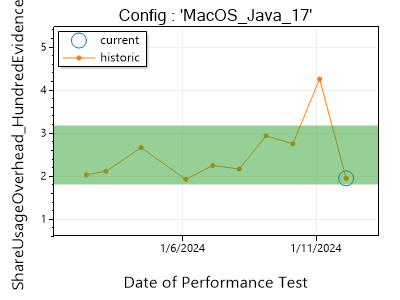 Config : 'MacOS_Java_17'
ShareUsageOverhead_HundredEvidence
current
historic
5
4
3
2
1
1/6/2024
1/11/2024
Date of Performance Test